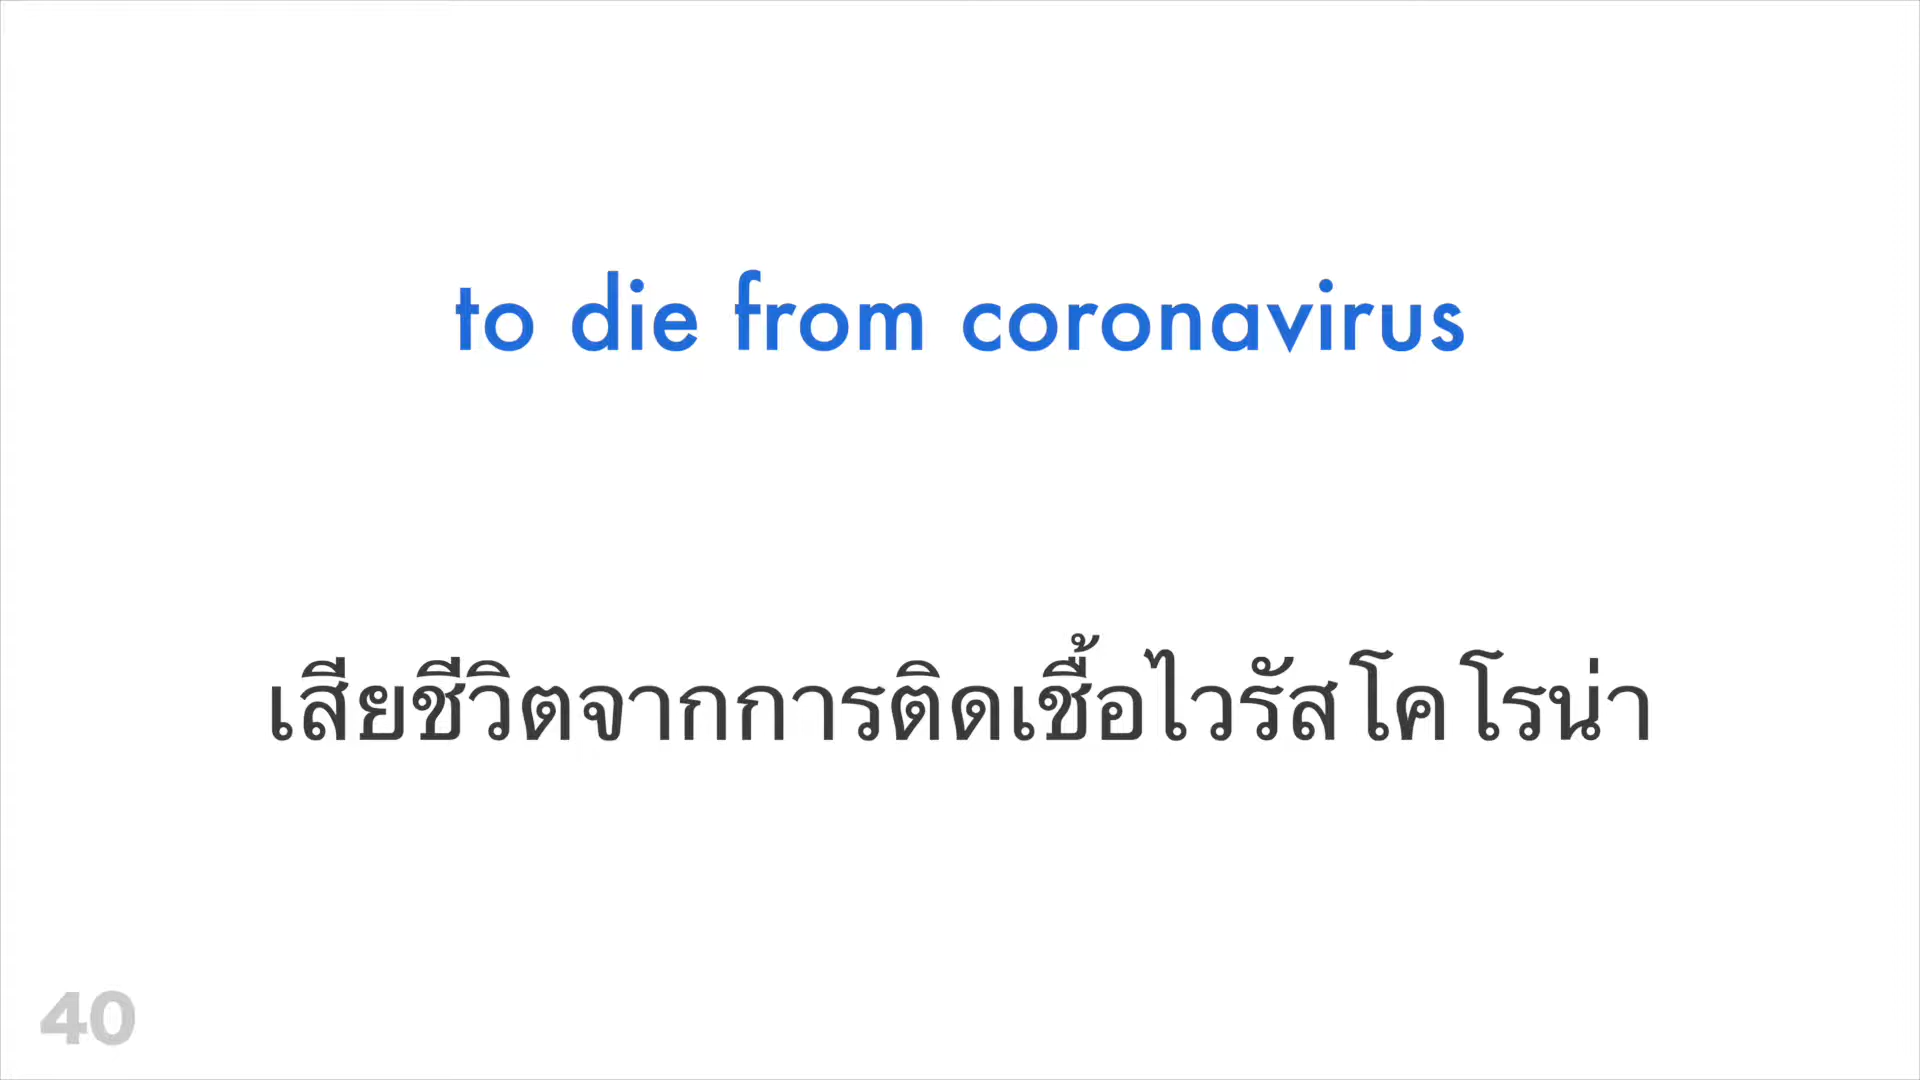 to die from coronavirus
เสียชีวิตจากการติดเชื้อไวรัสโคโรน่า
40